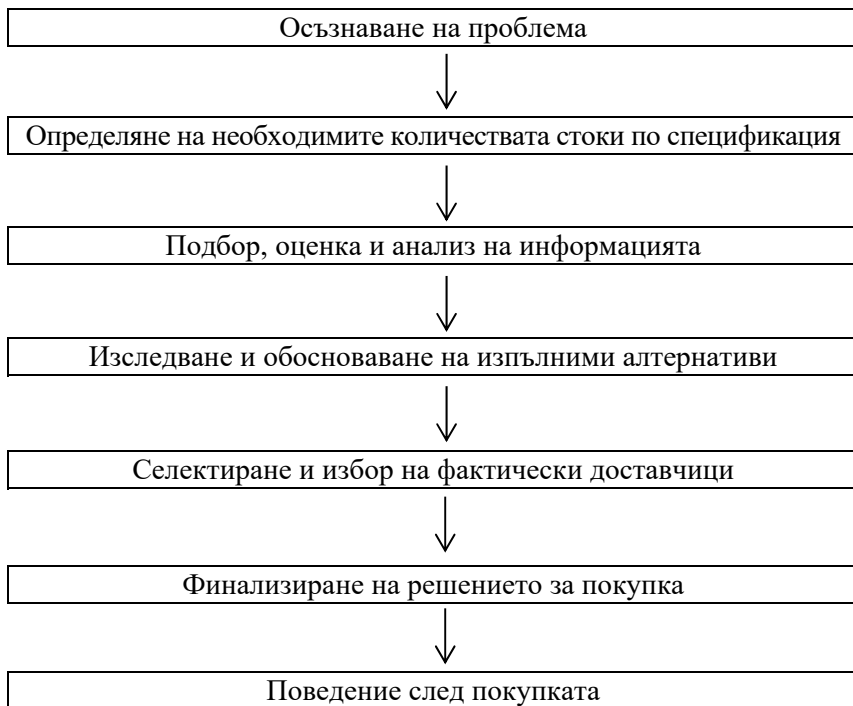 Осъзнаване на проблема
Определяне на необходимите количествата стоки по спецификация
Подбор, оценка и анализ на информацията
Изследване и обосноваване на изпълними алтернативи
Селектиране и избор на фактически доставчици
Финализиране на решението за покупка
Поведение след покупката